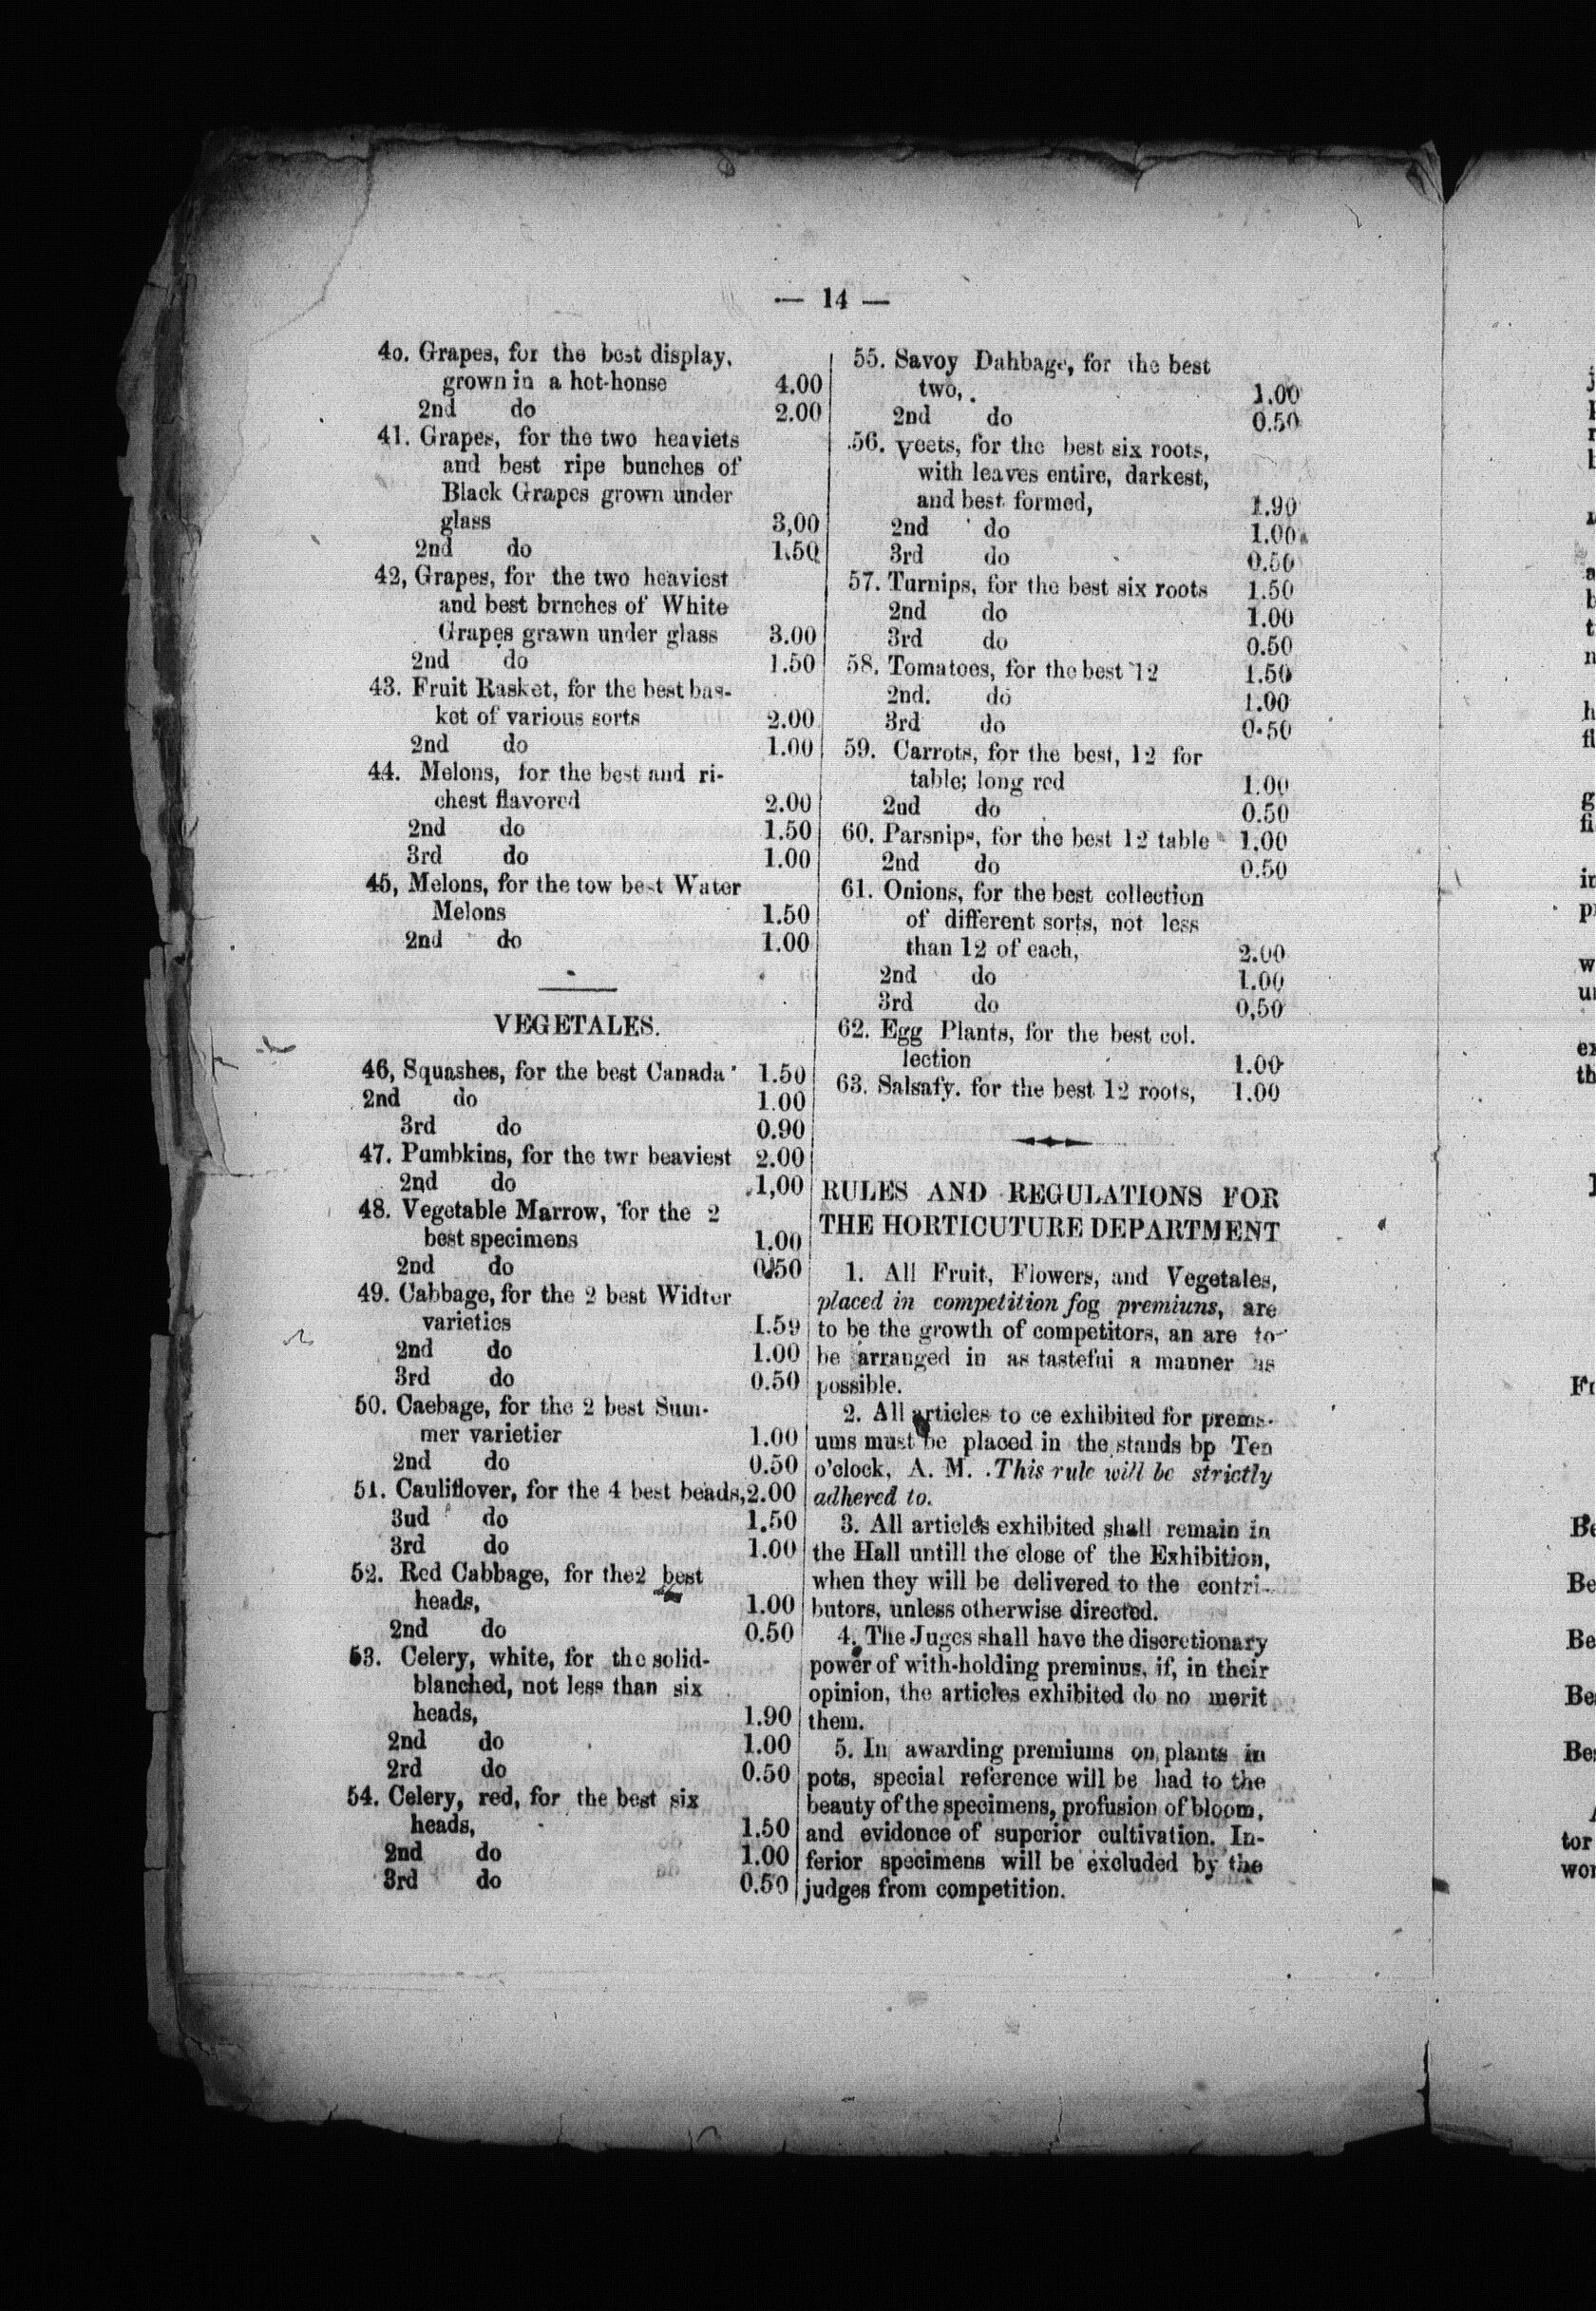 — 14 —
4o. Grapes, for the best display,
grown in a hot-honse 4.00
2nd do 2.00
41. Grapes, for the two heaviets
and best ripe bunches of
Black Grapes grown under
glass 3,00
2nd do 1.50
42, Grapes, for the two heaviest
and best brnches of White
Grapes grawn under glass 3.00
2nd do 1.50
43. Fruit Rasket, for the best bas-
ket of various sorts 2.00
2nd do 1.00
44. Melons, for the best and ri-
chest flavored 2.00
2nd do 1.50
3rd do 1.00
45, Melons, for the tow best Water
Melons 1.50
2nd do 1.00
VEGETALES.
46, Squashes, for the best Canada 1.50
2nd do 1.00
3rd do 0.90
47. Pumbkins, for the twr beaviest 2.00
2nd do 1,00
48. Vegetable Marrow, for the 2
best specimens 1.00
2nd do 0.50
49. Cabbage, for the 2 best Widter
varieties 1.59
2nd do 1.00
3rd do 0.50
50. Caebage, for the 2 best Sum-
mer varietier 1.00
2nd do 0.50
51. Cauliflover, for the 4 best beads, 2.00
3ud do 1.50
3rd do 1.00
52. Red Cabbage, for the2 best
heads, 1.00
2nd do 0.50
53. Celery, white, for the solid-
blanched, not less than six
heads, 1.90
2nd do 1.00
2rd do 0.50
54. Celery, red, for the best six
heads, 1.50
2nd do 1.00
3rd do 0.50
55. Savoy Dahbage, for the best
two, 1.00
2nd do 0.50
56. veets, for the best six roots,
with leaves entire, darkest,
and best formed, 1.90
2nd do 1.00
3rd do 0.50
57. Turnips, for the best six roots 1.50
2nd do 1.00
3rd do 0.50
58. Tomatoes, for the best 12 1.50
2nd. do 1.00
3rd do 0.50
59. Carrots, for the best, 12 for
table; long red 1.00
2nd do 0.50
60. Parsnips, for the best 12 table 1.00
2nd do 0.50
61. Onions, for the best collection
of different sorts, not less
than 12 of each, 2.00
2nd do 1.00
3rd do 0,50
62. Egg Plants, for the best col.
lection 1.00
63. Salsafy. for the best 12 roots, 1.00
RULES AND REGULATIONS FOR
THE HORTICUTURE DEPARTMENT
1. All Fruit, Flowers, and Vegetales,
placed in competition fog premiuns, are
to be the growth of competitors, an are to
be arranged in as tastefui a manner as
possible.
2. All articles to ce exhibited for prems-
ums must be placed in the stands bp Ten
o'clock, A. M. .This rule will be strictly
adhered to.
3. All articles exhibited shall remain in
the Hall untill the close of the Exhibition,
when they will be delivered to the contri-
butors, unless otherwise directed.
4. The Juges shall have the discretionary
power of with-holding preminus, if, in their
opinion, the articles exhibited do no merit
them.
5. In awarding premiums on plants in
pots, special reference will be had to the
beauty of the specimens, profusion of bloom,
and evidonce of superior cultivation. In-
ferior specimens will be excluded by the
judges from competition.